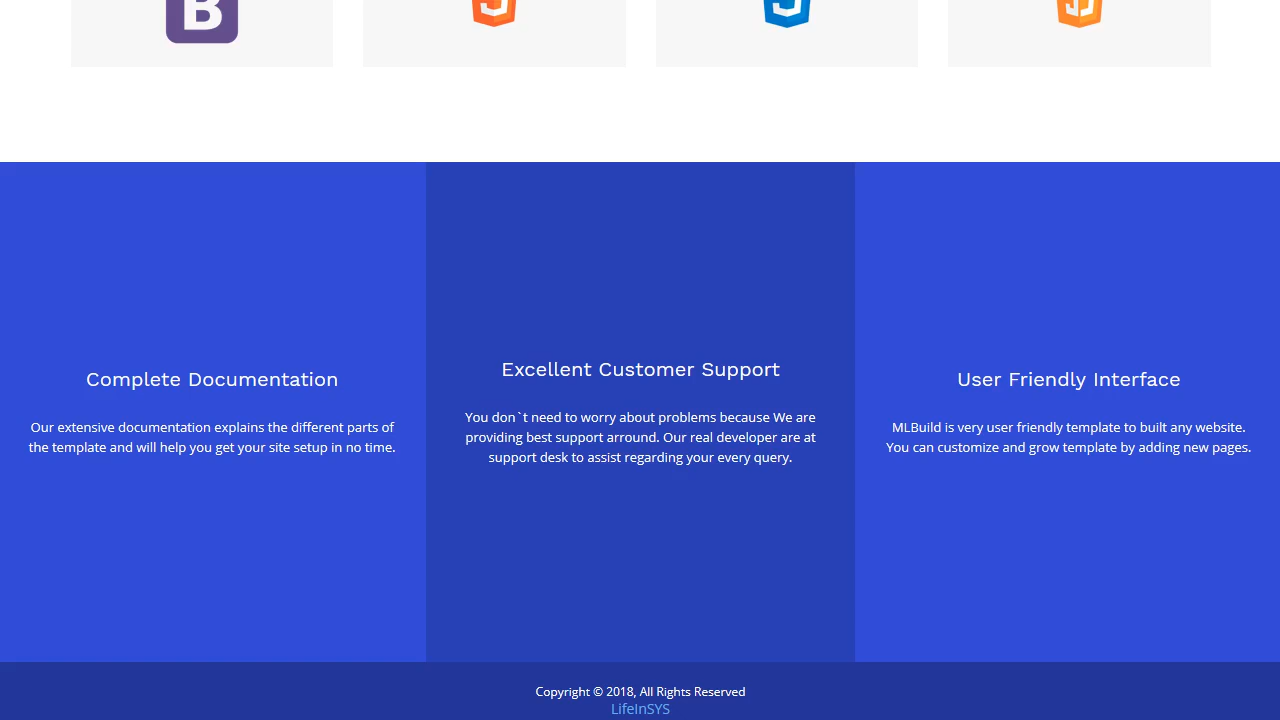 B
Complete Documentation
Our extensive documentation explains the different parts of
the template and will help you get your site setup in no time.
Excellent Customer Support
You don`t need to worry about problems because We are
providing best support arround. Our real developer are at
support desk to assist regarding your every query.
User Friendly Interface
MLBuild is very user friendly template to built any website.
You can customize and grow template by adding new pages.
Copyright © 2018, All Rights Reserved
LifeInSYS